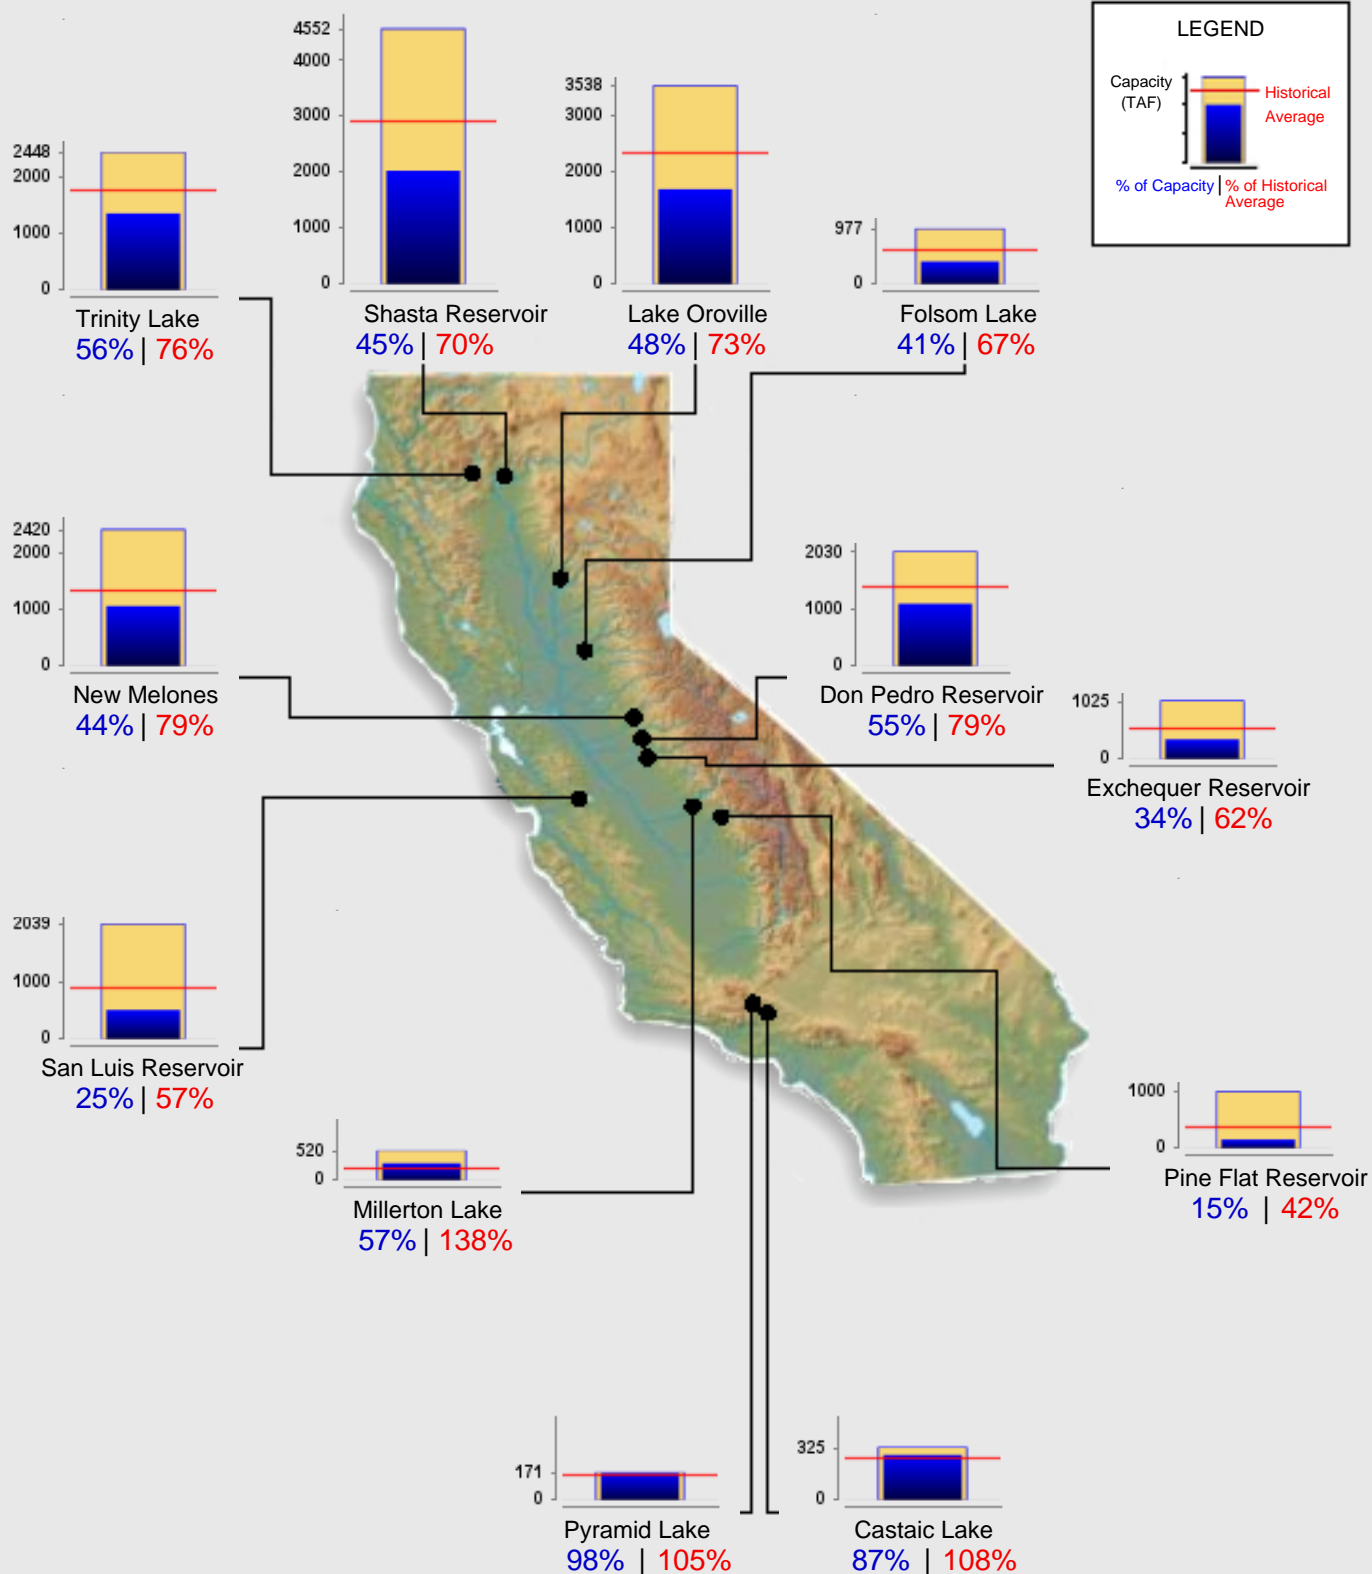 LEGEND
Capacity
(TAF)
Historical
Average
% of Capacity | % of Historical
Average
4552
4000
3000
2000
1000
0
Shasta Reservoir
45% | 70%
3538
3000
2000
1000
0
Lake Oroville
48% | 73%
2448
2000
1000
0
Trinity Lake
56% | 76%
977
0
Folsom Lake
41% | 67%
2420
2000
1000
0
New Melones
44% | 79%
2030
1000
0
Don Pedro Reservoir
55% | 79%
1025
0
Exchequer Reservoir
34% | 62%
2039
1000
0
San Luis Reservoir
25% | 57%
1000
0
Pine Flat Reservoir
15% | 42%
520
0
Millerton Lake
57% | 138%
171
0
Pyramid Lake
98% | 105%
325
0
Castaic Lake
87% | 108%